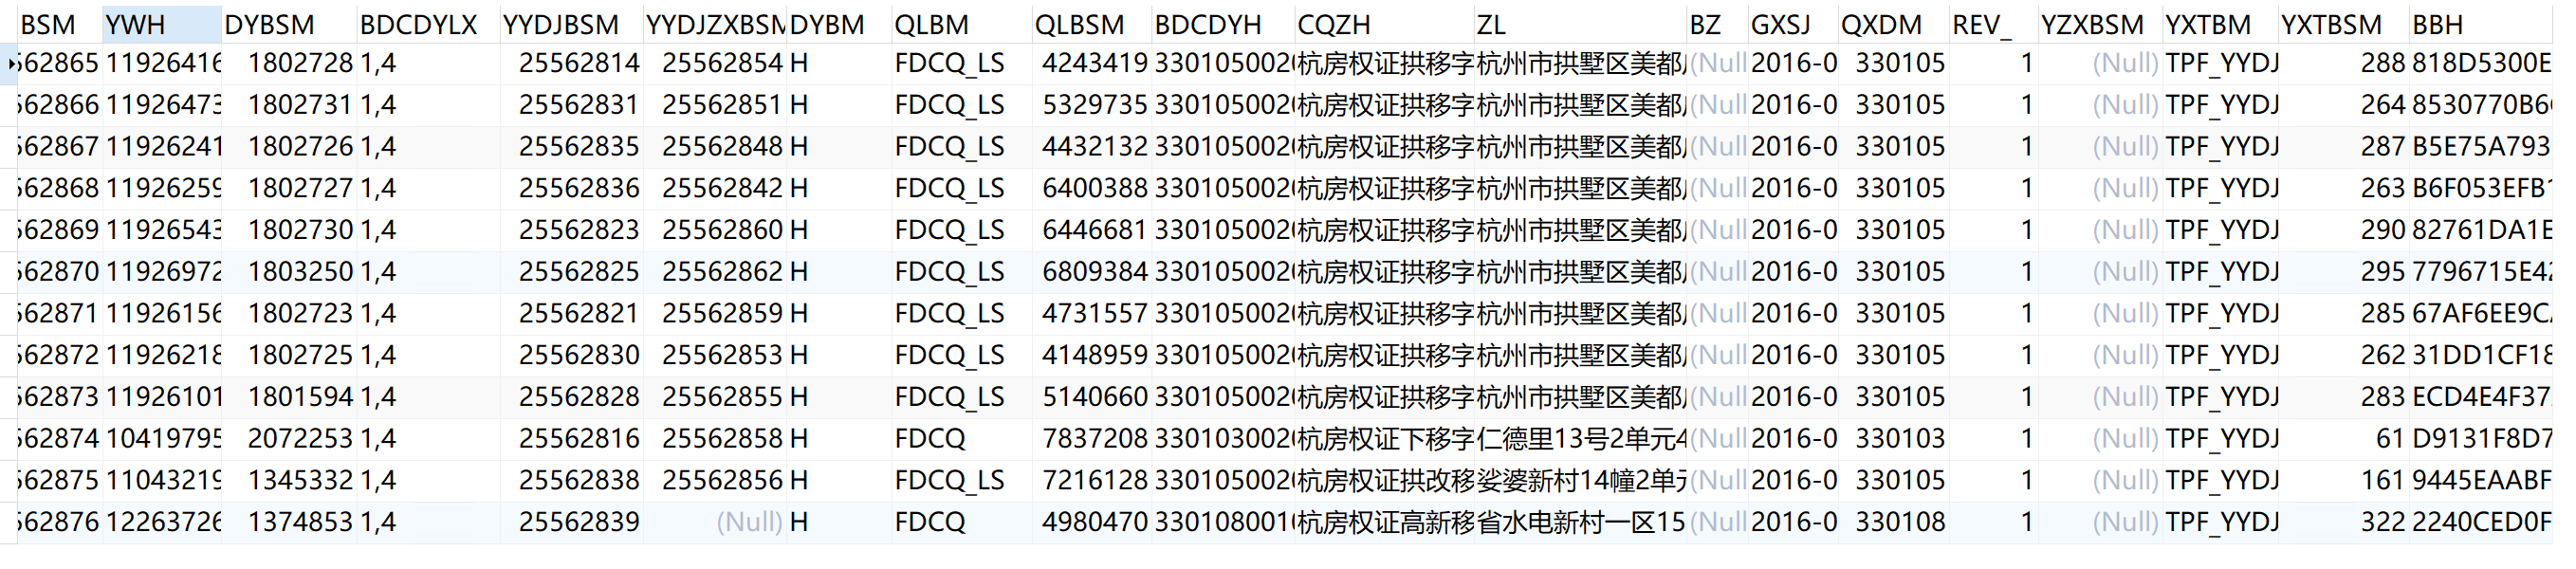 BSM YWH DYBSM BDCDYLX YYDJBSM YYDJZXBSM DYBM QLBM QLBSM BDCDYH CQZH ZL BZ GXSJ QXDM REV_ YZXBSM YXTBM YXTBSM BBH
562865 11926416 1802728 1,4 25562814 25562854 H FDCQ_LS 4243419 330105002 杭房权证拱移字 杭州市拱墅区美都 (Null 2016-0 330105 1 (Null) TPF_YYDJ 288 818D5300E
562866 11926473 1802731 1,4 25562831 25562851 H FDCQ_LS 5329735 330105002 杭房权证拱移字 杭州市拱墅区美都 (Null 2016-0 330105 1 (Null) TPF_YYDJ 264 8530770B6
562867 11926241 1802726 1,4 25562835 25562848 H FDCQ_LS 4432132 330105002 杭房权证拱移字 杭州市拱墅区美都 (Null 2016-0 330105 1 (Null) TPF_YYDJ 287 B5E75A793
562868 11926259 1802727 1,4 25562836 25562842 H FDCQ_LS 6400388 330105002 杭房权证拱移字 杭州市拱墅区美都 (Null 2016-0 330105 1 (Null) TPF_YYDJ 263 B6F053EFB1
562869 11926543 1802730 1,4 25562823 25562860 H FDCQ_LS 6446681 330105002 杭房权证拱移字 杭州市拱墅区美都 (Null 2016-0 330105 1 (Null) TPF_YYDJ 290 82761DA1E
562870 11926972 1803250 1,4 25562825 25562862 H FDCQ_LS 6809384 330105002 杭房权证拱移字 杭州市拱墅区美都 (Null 2016-0 330105 1 (Null) TPF_YYDJ 295 7796715E42
562871 11926156 1802723 1,4 25562821 25562859 H FDCQ_LS 4731557 330105002 杭房权证拱移字 杭州市拱墅区美都 (Null 2016-0 330105 1 (Null) TPF_YYDJ 285 67AF6EE9C
562872 11926218 1802725 1,4 25562830 25562853 H FDCQ_LS 4148959 330105002 杭房权证拱移字 杭州市拱墅区美都 (Null 2016-0 330105 1 (Null) TPF_YYDJ 262 31DD1CF18
562873 11926101 1801594 1,4 25562828 25562855 H FDCQ_LS 5140660 330105002 杭房权证拱移字 杭州市拱墅区美都 (Null 2016-0 330105 1 (Null) TPF_YYDJ 283 ECD4E4F37
562874 10419795 2072253 1,4 25562816 25562858 H FDCQ 7837208 330103002 杭房权证下移字 仁德里13号2单元4 (Null 2016-0 330103 1 (Null) TPF_YYDJ 61 D9131F8D7
562875 11043219 1345332 1,4 25562838 25562856 H FDCQ_LS 7216128 330105002 杭房权证拱改移 娑婆新村14幢2单元 (Null 2016-0 330105 1 (Null) TPF_YYDJ 161 9445EAABF
562876 12263726 1374853 1,4 25562839 (Null) H FDCQ 4980470 330108001 杭房权证高新移 省水电新村一区15 (Null 2016-0 330108 1 (Null) TPF_YYDJ 322 2240CED0F